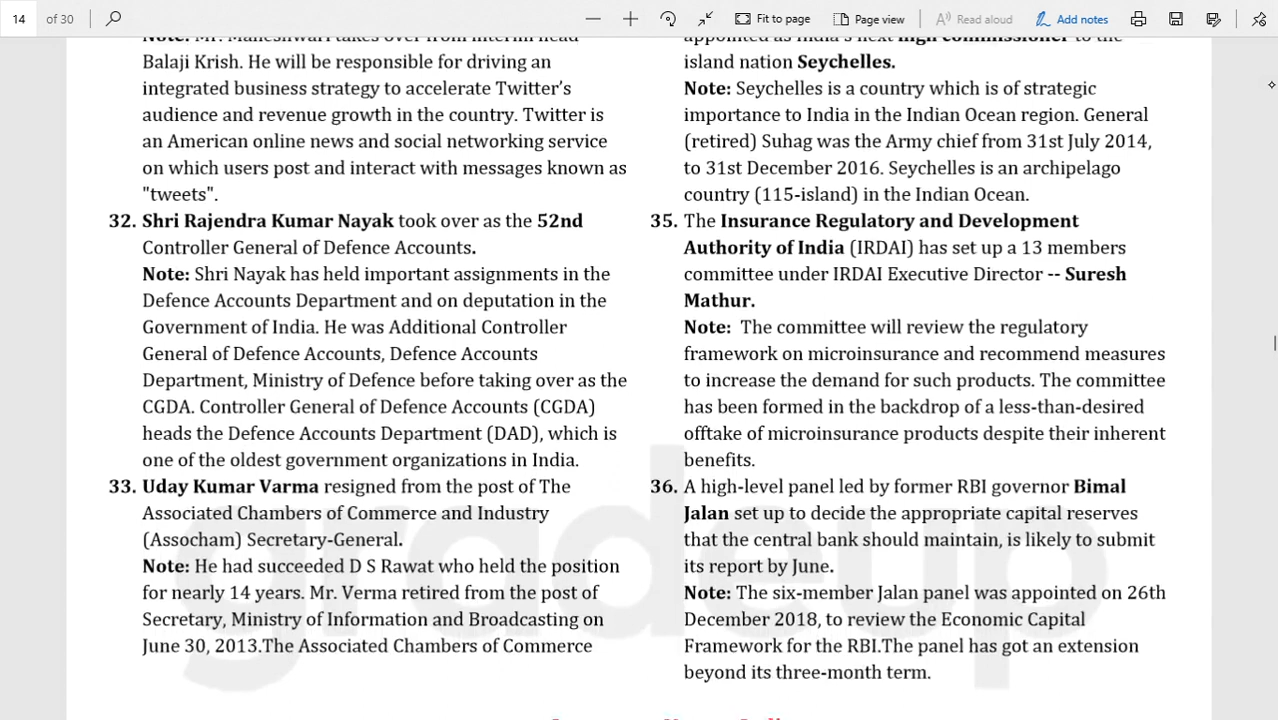 14 of 30 Fit to page Page view Read aloud Add notes
Note: Mr. Maheshwari takes over from interim head
Balaji Krish. He will be responsible for driving an
integrated business strategy to accelerate Twitter's
audience and revenue growth in the country. Twitter is
an American online news and social networking service
on which users post and interact with messages known as
"tweets".
32. Shri Rajendra Kumar Nayak took over as the 52nd
Controller General of Defence Accounts.
Note: Shri Nayak has held important assignments in the
Defence Accounts Department and on deputation in the
Government of India. He was Additional Controller
General of Defence Accounts, Defence Accounts
Department, Ministry of Defence before taking over as the
CGDA. Controller General of Defence Accounts (CGDA)
heads the Defence Accounts Department (DAD), which is
one of the oldest government organizations in India.
33. Uday Kumar Varma resigned from the post of The
Associated Chambers of Commerce and Industry
(Assocham) Secretary-General.
Note: He had succeeded D S Rawat who held the position
for nearly 14 years. Mr. Verma retired from the post of
Secretary, Ministry of Information and Broadcasting on
June 30, 2013.The Associated Chambers of Commerce
appointed as India's next high commissioner to the
island nation Seychelles.
Note: Seychelles is a country which is of strategic
importance to India in the Indian Ocean region. General
(retired) Suhag was the Army chief from 31st July 2014,
to 31st December 2016. Seychelles is an archipelago
country (115-island) in the Indian Ocean.
35. The Insurance Regulatory and Development
Authority of India (IRDAI) has set up a 13 members
committee under IRDAI Executive Director -- Suresh
Mathur.
Note: The committee will review the regulatory
framework on microinsurance and recommend measures
to increase the demand for such products. The committee
has been formed in the backdrop of a less-than-desired
offtake of microinsurance products despite their inherent
benefits.
36. A high-level panel led by former RBI governor Bimal
Jalan set up to decide the appropriate capital reserves
that the central bank should maintain, is likely to submit
its report by June.
Note: The six-member Jalan panel was appointed on 26th
December 2018, to review the Economic Capital
Framework for the RBI.The panel has got an extension
beyond its three-month term.
gradeup